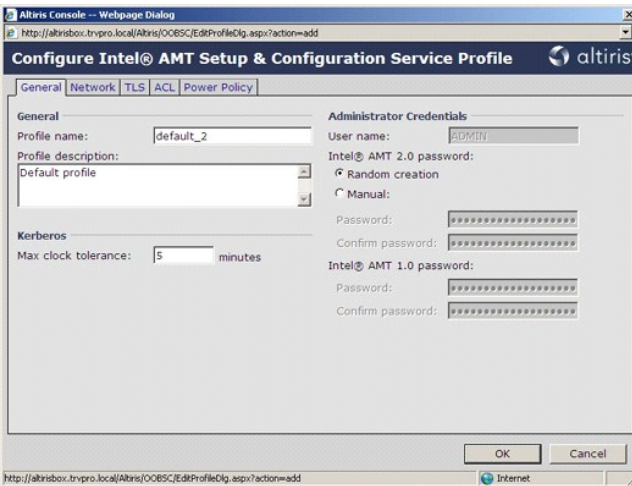 Altiris Console -- Webpage Dialog
http://altirisbox.trvpro.local/Altiris/OOBSC/EditProfileDlg.aspx?action=add
Configure Intel® AMT Setup & Configuration Service Profile
altiris
General Network TLS ACL Power Policy
General
Profile name: default_2
Profile description:
Default profile
Kerberos
Max clock tolerance: 5 minutes
Administrator Credentials
User name: ADMIN
Intel® AMT 2.0 password:
Random creation
Manual:
Password:
Confirm password:
Intel® AMT 1.0 password:
Password:
Confirm password:
OK Cancel
http://altirisbox.trvpro.local/Altiris/OOBSC/EditProfileDlg.aspx?action=add Internet